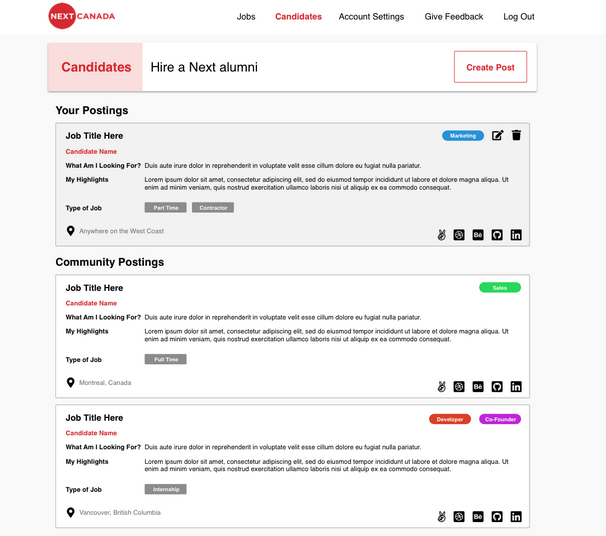 NEXT CANADA
Jobs Candidates Account Settings Give Feedback Log Out
Candidates Hire a Next alumni Create Post
Your Postings
Job Title Here Marketing
Candidate Name
What Am I Looking For? Duis aute irure dolor in reprehenderit in voluptate velit esse cillum dolore eu fugiat nulla pariatur.
My Highlights Lorem ipsum dolor sit amet, consectetur adipiscing elit, sed do eiusmod tempor incididunt ut labore et dolore magna aliqua. Ut
enim ad minim veniam, quis nostrud exercitation ullamco laboris nisi ut aliquip ex ea commodo consequat.
Type of Job Part Time Contractor
Anywhere on the West Coast
Bē in
Community Postings
Job Title Here Sales
Candidate Name
What Am I Looking For? Duis aute irure dolor in reprehenderit in voluptate velit esse cillum dolore eu fugiat nulla pariatur.
My Highlights Lorem ipsum dolor sit amet, consectetur adipiscing elit, sed do eiusmod tempor incididunt ut labore et dolore magna aliqua. Ut
enim ad minim veniam, quis nostrud exercitation ullamco laboris nisi ut aliquip ex ea commodo consequat.
Type of Job Full Time
Montreal, Canada
Bē in
Job Title Here Developer Co-Founder
Candidate Name
What Am I Looking For? Duis aute irure dolor in reprehenderit in voluptate velit esse cillum dolore eu fugiat nulla pariatur.
My Highlights Lorem ipsum dolor sit amet, consectetur adipiscing elit, sed do eiusmod tempor incididunt ut labore et dolore magna aliqua. Ut
enim ad minim veniam, quis nostrud exercitation ullamco laboris nisi ut aliquip ex ea commodo consequat.
Type of Job Internship
Vancouver, British Columbia
Bē in